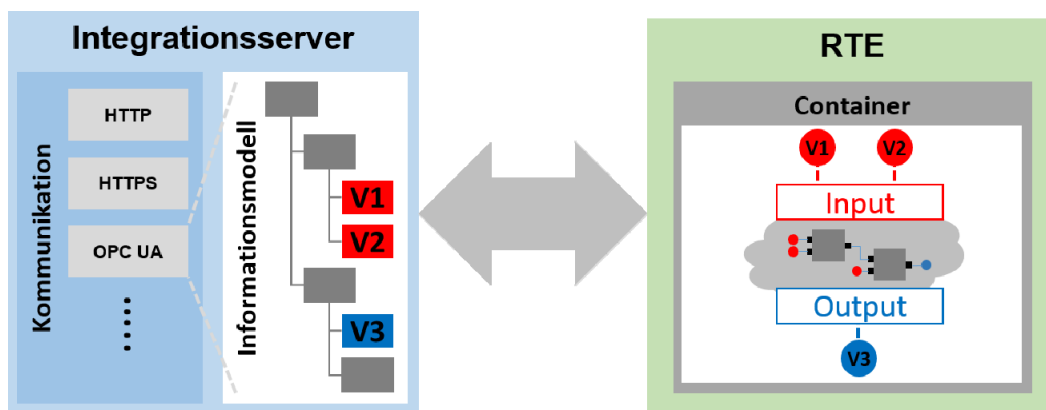 Integrationsserver
Kommunikation
HTTP
HTTPS
OPC UA
Informationsmodell
V1
V2
V3
RTE
Container
V1
V2
Input
Output
V3